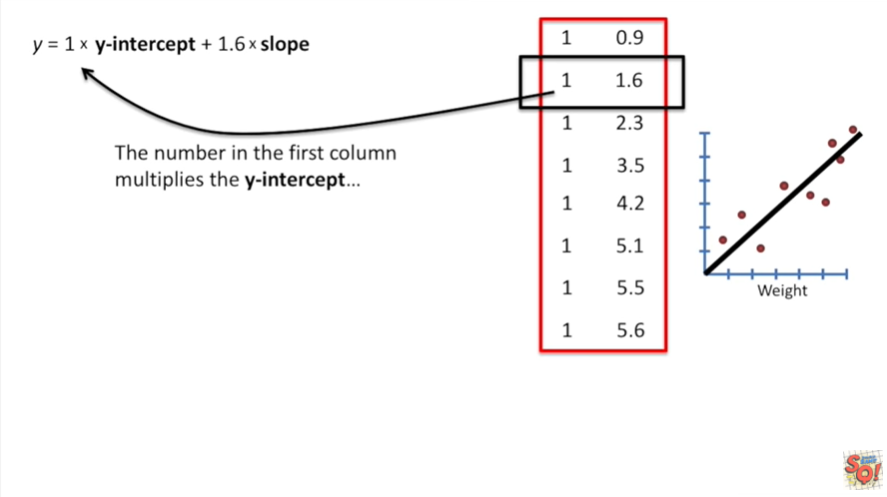 y = 1 × y-intercept + 1.6 × slope
The number in the first column
multiplies the y-intercept...
1 0.9
1 1.6
1 2.3
1 3.5
1 4.2
1 5.1
1 5.5
1 5.6
Weight
SQ!